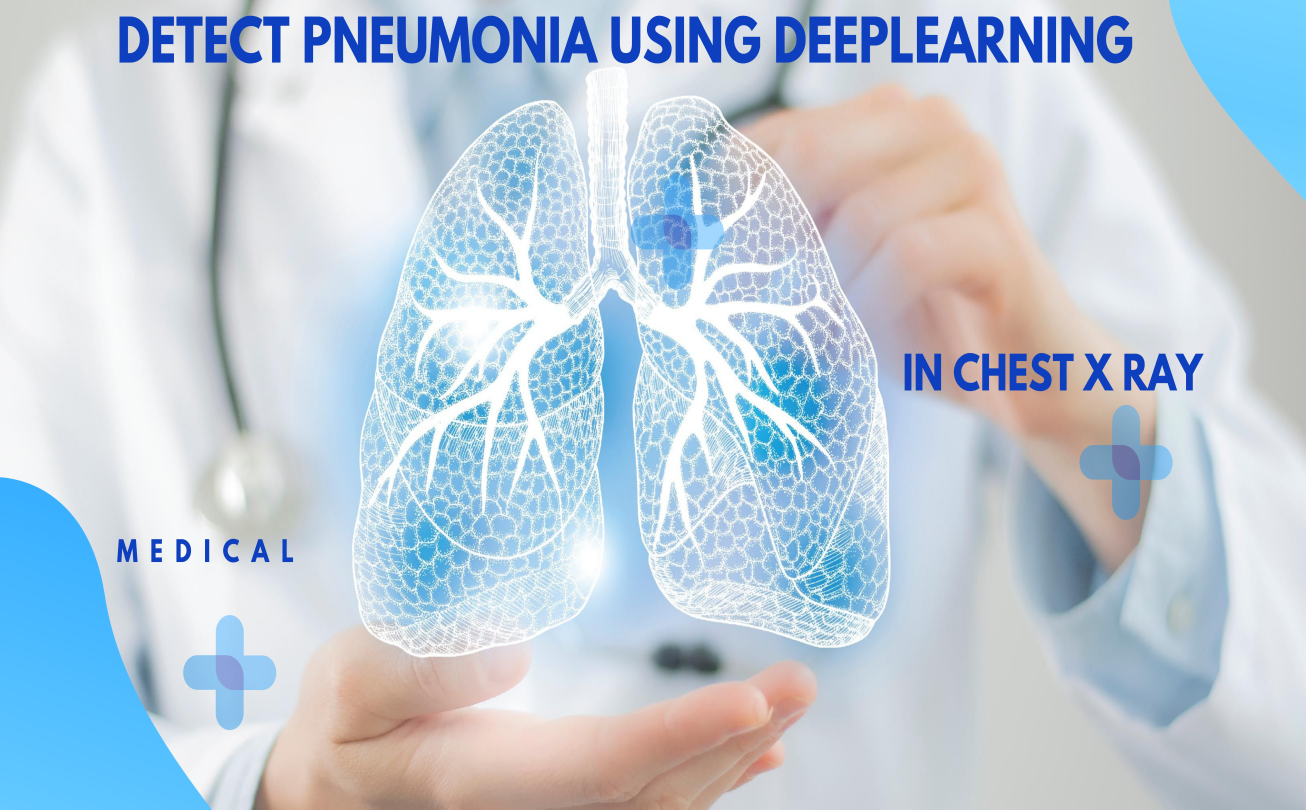 DETECT PNEUMONIA USING DEEPLEARNING
IN CHEST X RAY
MEDICAL